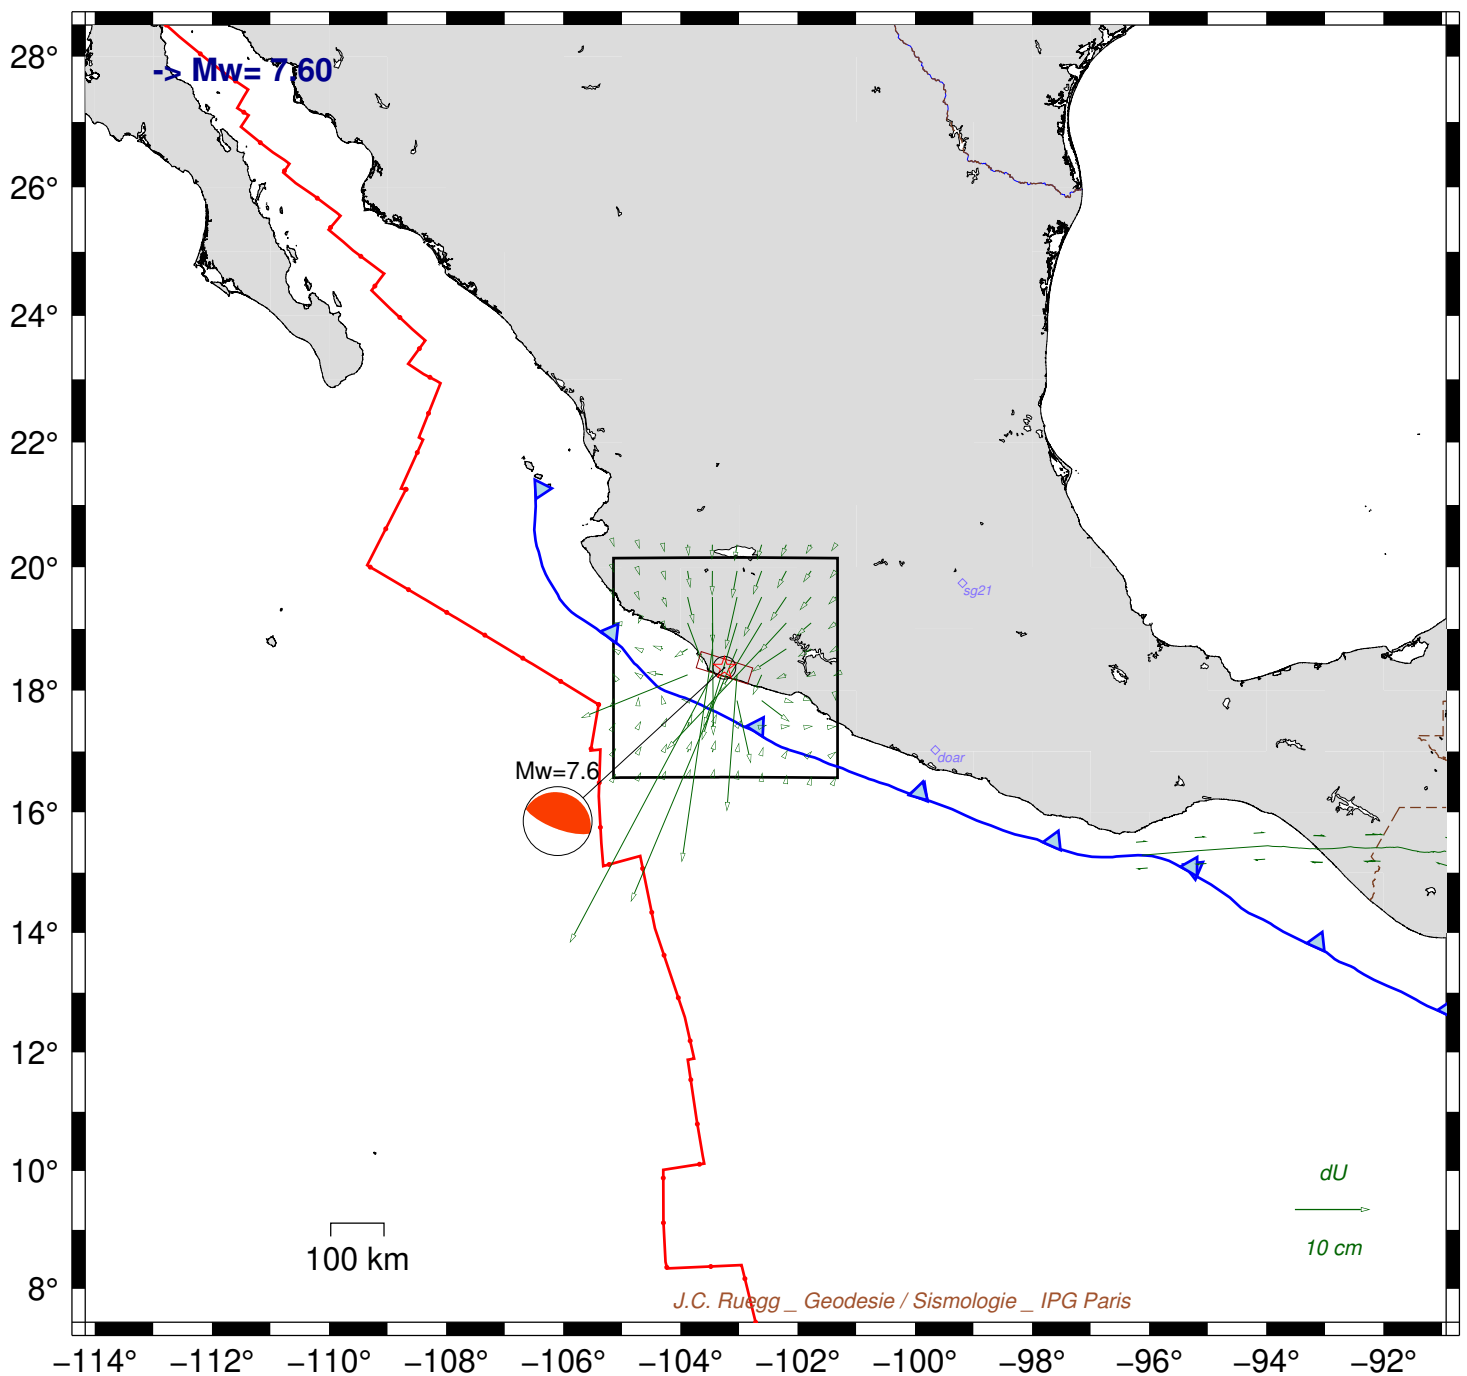 28°
-> Mw= 7.60
26°
24°
22°
20°
sg21
18°
doar
Mw=7.6
16°
14°
12°
10°
dU
10 cm
100 km
8°
J.C. Ruegg _ Geodesie / Sismologie _ IPG Paris
−114° −112° −110° −108° −106° −104° −102° −100° −98° −96° −94° −92°